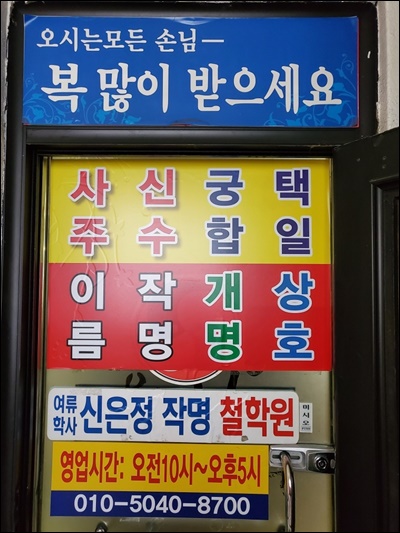 오시는모든 손님—
복 많이 받으세요
사주 신수 궁합 택일
이름 작명 개명 상호
여류학사 신은정 작명 철학원
미시오
영업시간: 오전10시~오후5시
010-5040-8700